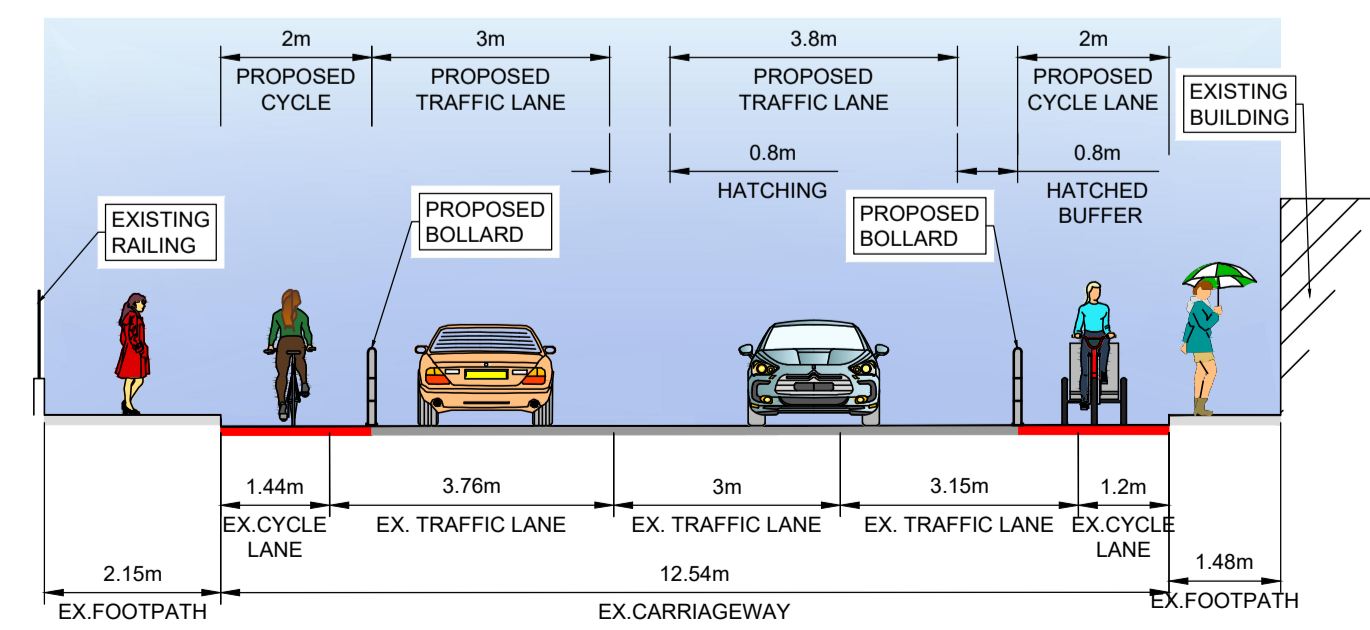 2m
PROPOSED
CYCLE
3m
PROPOSED
TRAFFIC LANE
3.8m
PROPOSED
TRAFFIC LANE
2m
PROPOSED
CYCLE LANE
EXISTING
BUILDING
0.8m
HATCHING
0.8m
HATCHED
BUFFER
EXISTING
RAILING
PROPOSED
BOLLARD
PROPOSED
BOLLARD
1.44m
EX.CYCLE
LANE
3.76m
EX. TRAFFIC LANE
3m
EX. TRAFFIC LANE
3.15m
EX. TRAFFIC LANE
1.2m
EX.CYCLE
LANE
2.15m
EX.FOOTPATH
12.54m
EX.CARRIAGEWAY
1.48m
EX.FOOTPATH